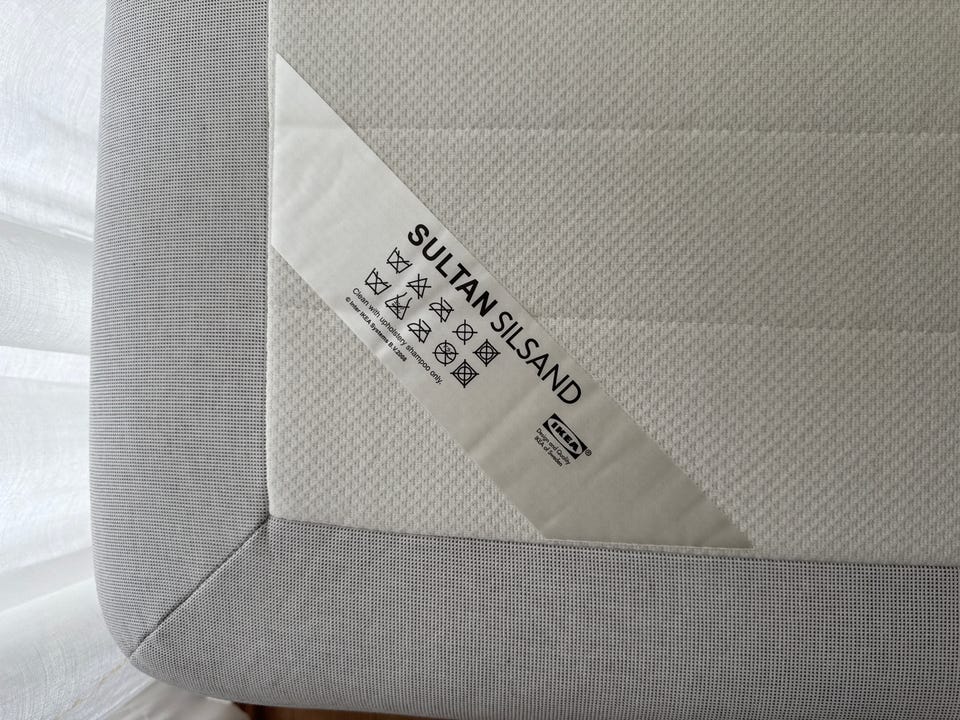 SULTAN SILSAND
Clean with upholstery shampoo only.
© Inter IKEA Systems B.V.2008
IKEA®
Design and Quality
IKEA of Sweden